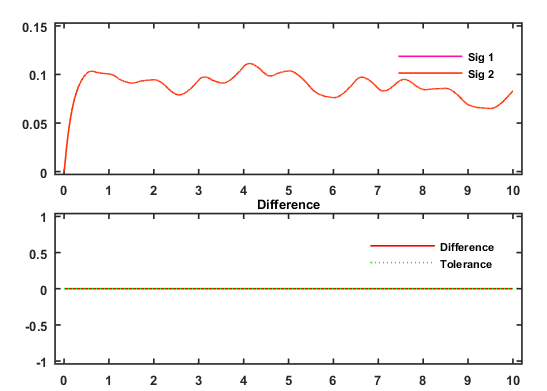 0.15
0.1
0.05
0
Sig 1
Sig 2
0 1 2 3 4 5 6 7 8 9 10
Difference
1
0.5
0
-0.5
-1
Difference
Tolerance
0 1 2 3 4 5 6 7 8 9 10